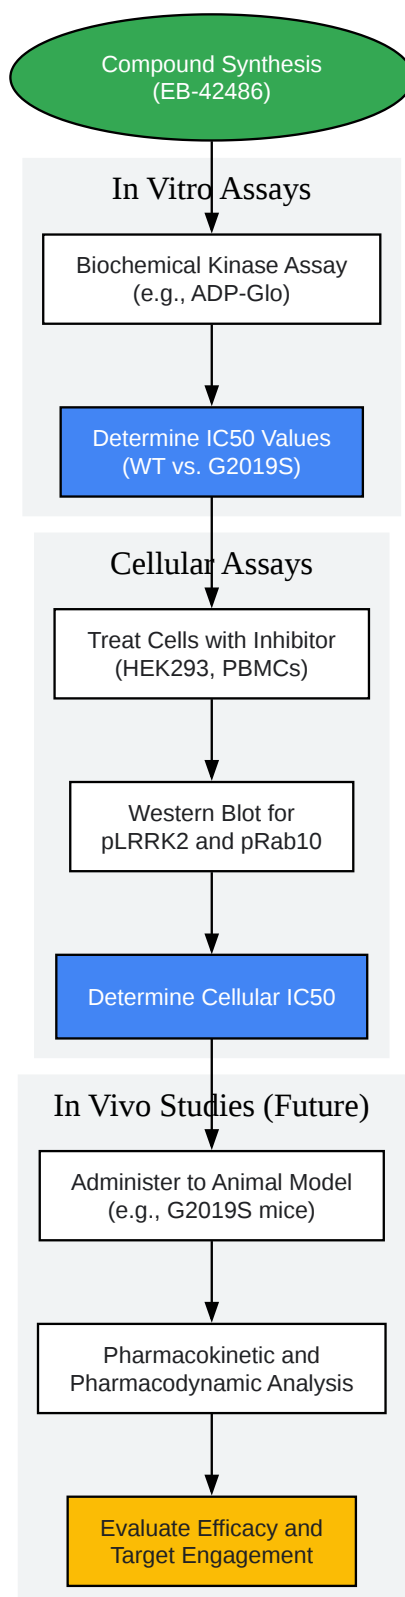 Compound Synthesis
(EB-42486)
In Vitro Assays
Biochemical Kinase Assay
(e.g., ADP-Glo)
Determine IC50 Values
(WT vs. G2019S)
Cellular Assays
Treat Cells with Inhibitor
(HEK293, PBMCs)
Western Blot for
pLRRK2 and pRab10
Determine Cellular IC50
In Vivo Studies (Future)
Administer to Animal Model
(e.g., G2019S mice)
Pharmacokinetic and
Pharmacodynamic Analysis
Evaluate Efficacy and
Target Engagement